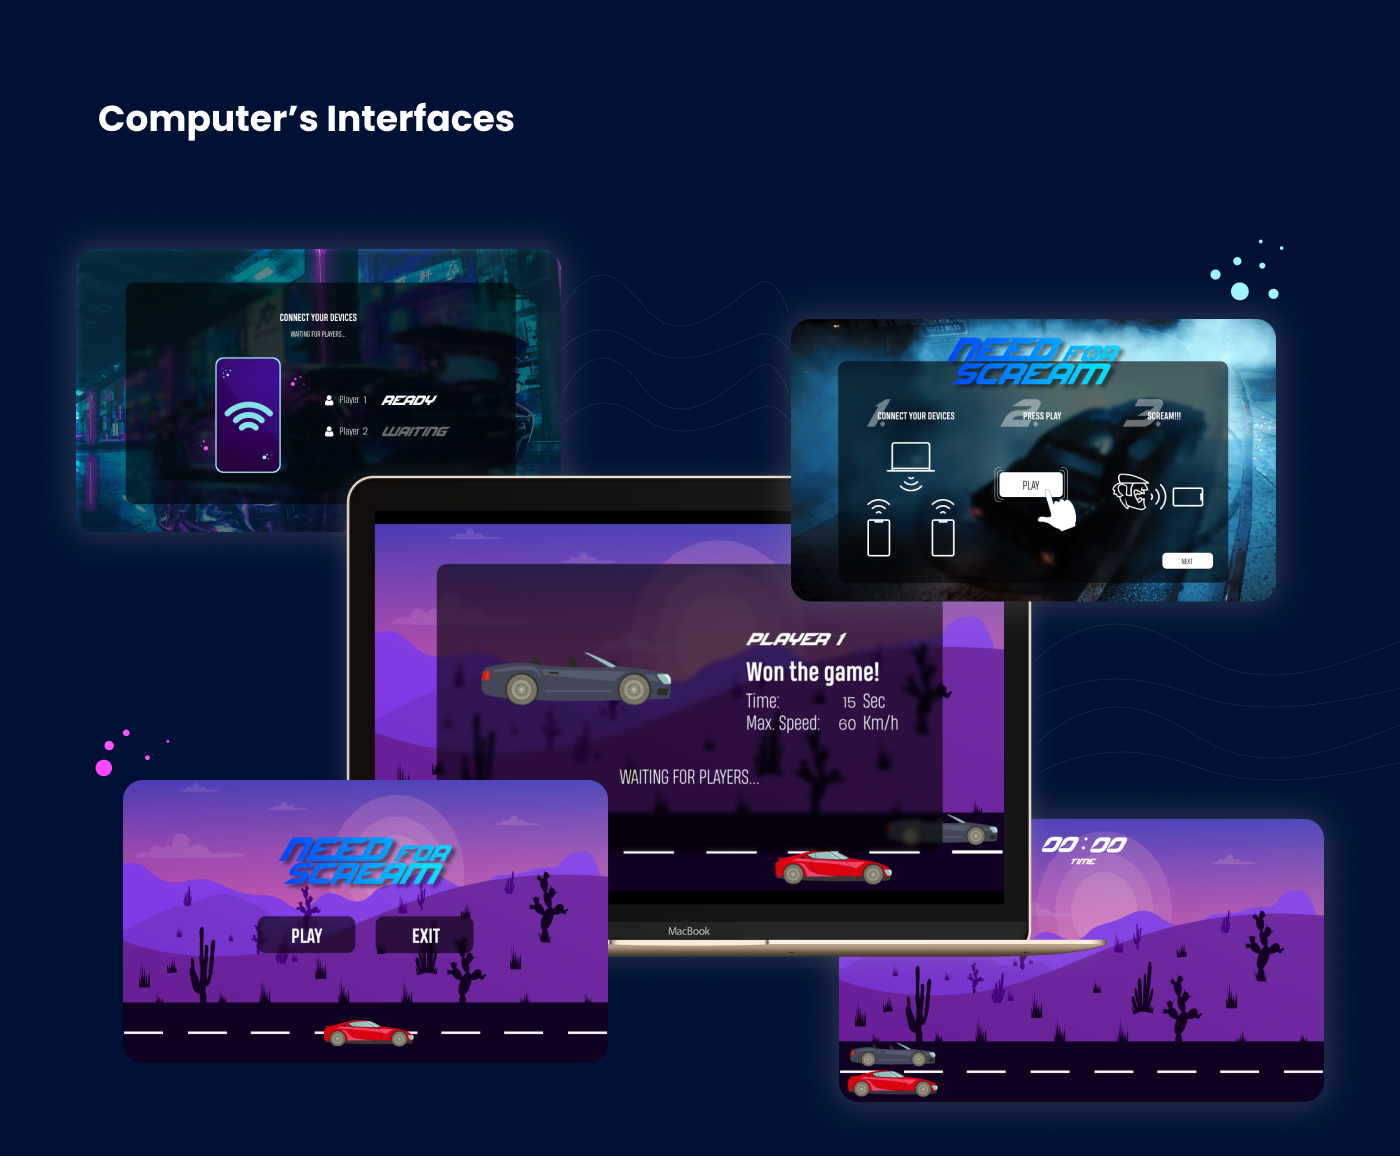 Computer’s Interfaces
CONNECT YOUR DEVICES
WAITING FOR PLAYERS...
Player 1 READY
Player 2 WAITING
NEED FOR
SCREAM
1. CONNECT YOUR DEVICES
2. PRESS PLAY
3. SCREAM!!!
PLAY
NEXT
PLAYER 1
Won the game!
Time: 15 Sec
Max. Speed: 60 Km/h
WAITING FOR PLAYERS...
MacBook
NEED FOR
SCREAM
PLAY
EXIT
00:00
TIME